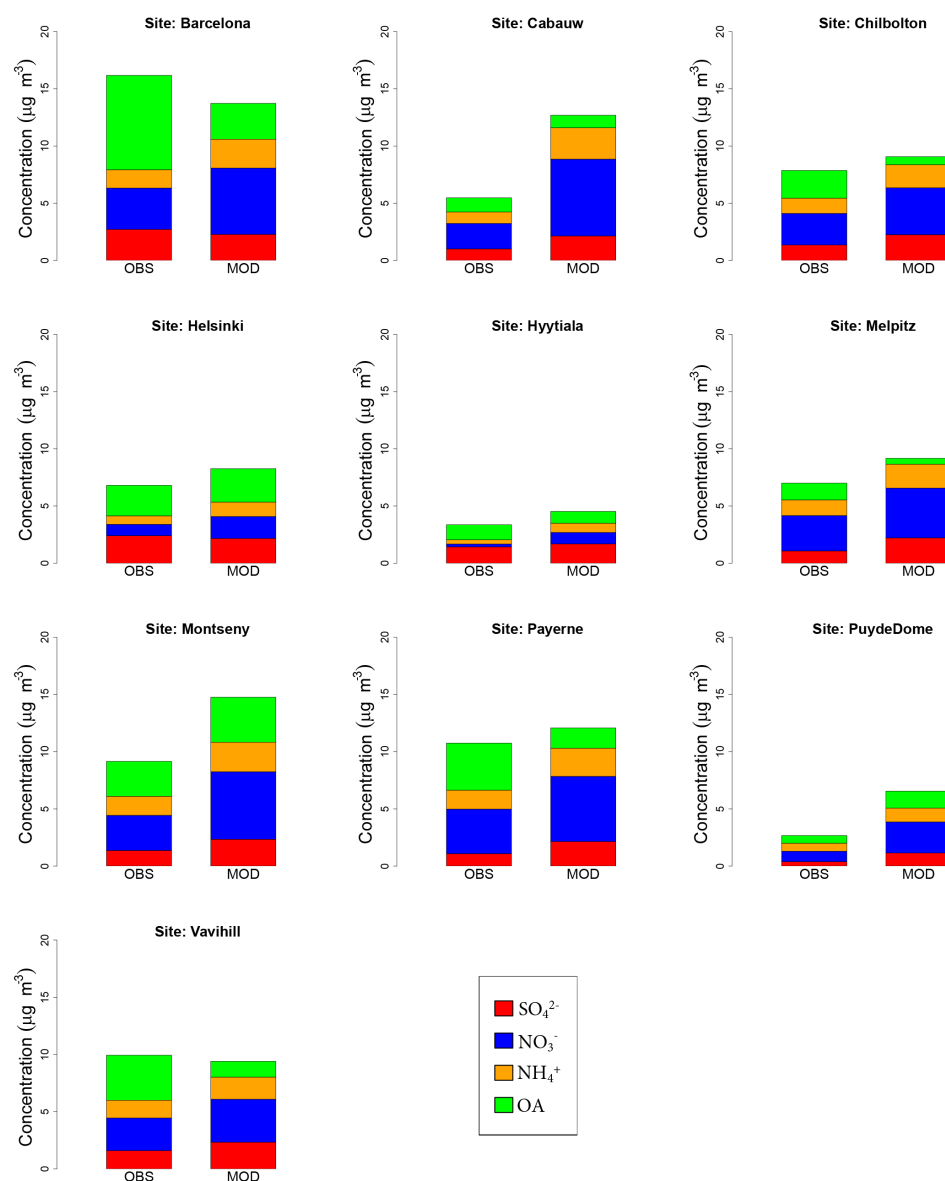 Site: Barcelona
Concentration (μg m⁻³)
0 5 10 15 20
OBS MOD
Site: Cabauw
Concentration (μg m⁻³)
0 5 10 15 20
OBS MOD
Site: Chilbolton
Concentration (μg m⁻³)
0 5 10 15 20
OBS MOD
Site: Helsinki
Concentration (μg m⁻³)
0 5 10 15 20
OBS MOD
Site: Hyytiala
Concentration (μg m⁻³)
0 5 10 15 20
OBS MOD
Site: Melpitz
Concentration (μg m⁻³)
0 5 10 15 20
OBS MOD
Site: Montseny
Concentration (μg m⁻³)
0 5 10 15 20
OBS MOD
Site: Payerne
Concentration (μg m⁻³)
0 5 10 15 20
OBS MOD
Site: PuydeDome
Concentration (μg m⁻³)
0 5 10 15 20
OBS MOD
Site: Vavihill
Concentration (μg m⁻³)
0 5 10 15 20
OBS MOD
SO₄²⁻
NO₃⁻
NH₄⁺
OA